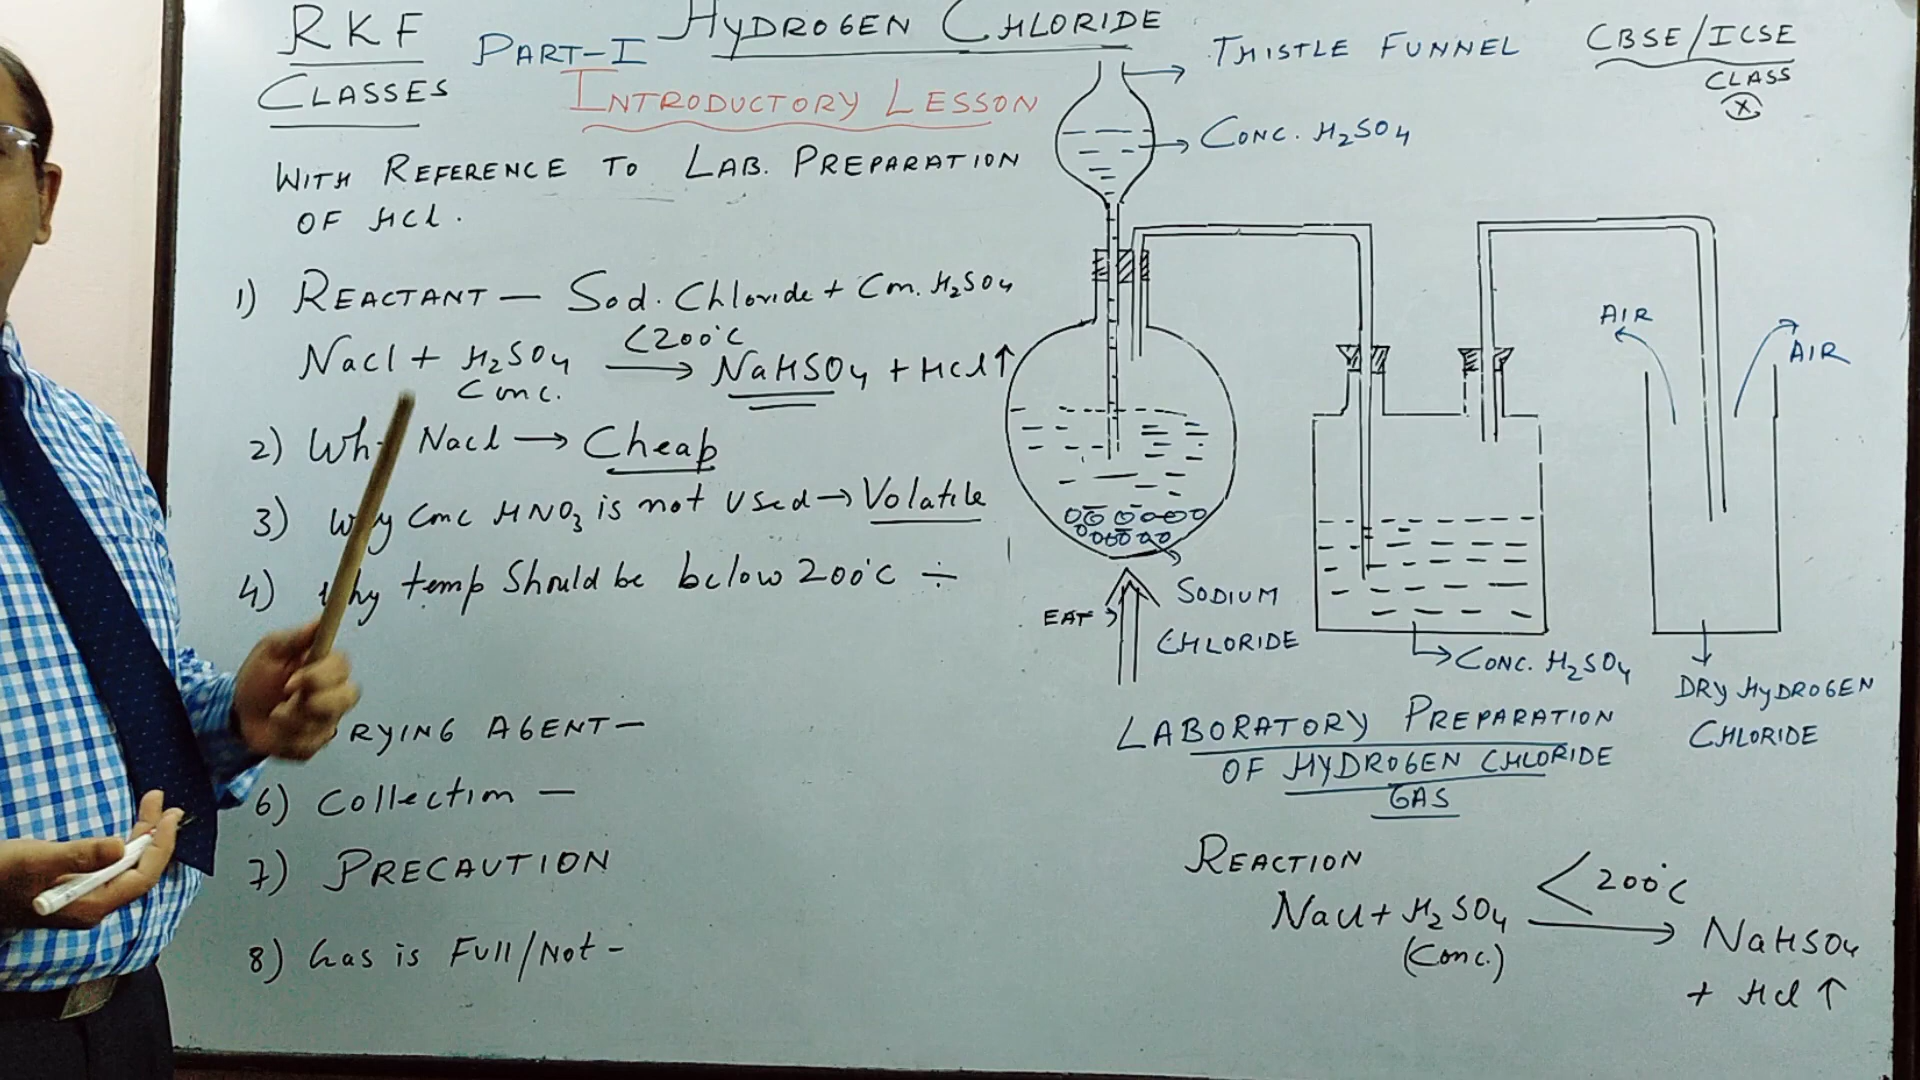 RKF
CLASSES
PART-I
HYDROGEN CHLORIDE
INTRODUCTORY LESSON
CBSE/ICSE
CLASS
X
WITH REFERENCE TO LAB. PREPARATION
OF HCl.
1) REACTANT — Sod. Chloride + Con. H2SO4
NaCl + H2SO4 <200°C → NaHSO4 + HCl↑
Conc.
2) Wh NaCl → Cheap
3) Why Conc HNO3 is not used → Volatile
4) hy temp Should be below 200°C ÷
RYING AGENT —
6) Collection —
7) PRECAUTION
8) Gas is Full/Not -
THISTLE FUNNEL
CONC. H2SO4
AIR
AIR
EAT
SODIUM
CHLORIDE
CONC. H2SO4
DRY HYDROGEN
CHLORIDE
LABORATORY PREPARATION
OF HYDROGEN CHLORIDE
GAS
REACTION
NaCl + H2SO4 <200°C → NaHSO4
(Conc.)
+ HCl ↑